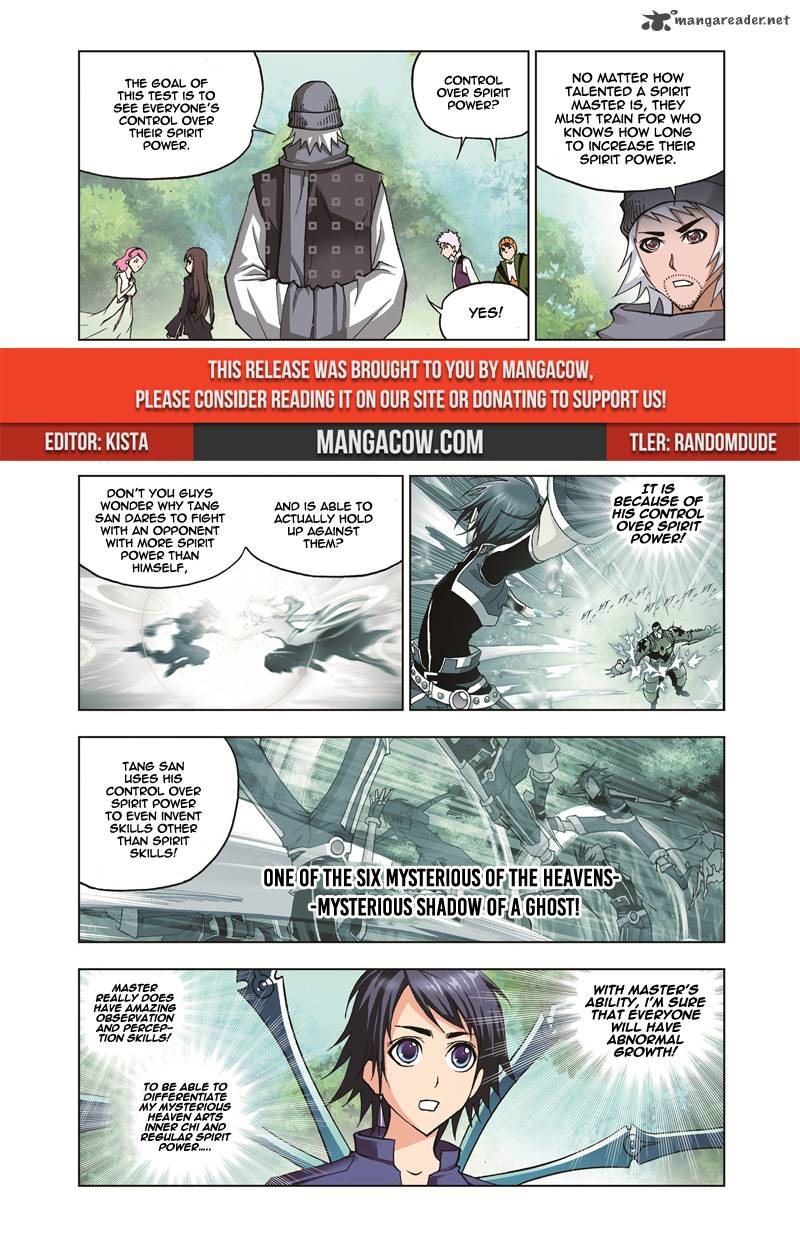 mangareader.net
THE GOAL OF
THIS TEST IS TO
SEE EVERYONE'S
CONTROL OVER
THEIR SPIRIT
POWER.
CONTROL
OVER SPIRIT
POWER?
YES!
NO MATTER HOW
TALENTED A SPIRIT
MASTER IS, THEY
MUST TRAIN FOR WHO
KNOWS HOW LONG
TO INCREASE THEIR
SPIRIT POWER.
THIS RELEASE WAS BROUGHT TO YOU BY MANGACOW,
PLEASE CONSIDER READING IT ON OUR SITE OR DONATING TO SUPPORT US!
EDITOR: KISTA
MANGACOW.COM
TLER: RANDOMDUDE
DON'T YOU GUYS
WONDER WHY TANG
SAN DARES TO FIGHT
WITH AN OPPONENT
WITH MORE SPIRIT
POWER THAN
HIMSELF,
AND IS ABLE TO
ACTUALLY HOLD
UP AGAINST
THEM?
IT IS
BECAUSE OF
HIS CONTROL
OVER SPIRIT
POWER!
TANG SAN
USES HIS
CONTROL OVER
SPIRIT POWER
TO EVEN INVENT
SKILLS OTHER
THAN SPIRIT
SKILLS!
ONE OF THE SIX MYSTERIOUS OF THE HEAVENS-
-MYSTERIOUS SHADOW OF A GHOST!
MASTER
REALLY DOES
HAVE AMAZING
OBSERVATION
AND PERCEP-
TION SKILLS!
TO BE ABLE TO
DIFFERENTIATE
MY MYSTERIOUS
HEAVEN ARTS
INNER CHI AND
REGULAR SPIRIT
POWER.....
WITH MASTER'S
ABILITY, I'M SURE
THAT EVERYONE
WILL HAVE
ABNORMAL
GROWTH!